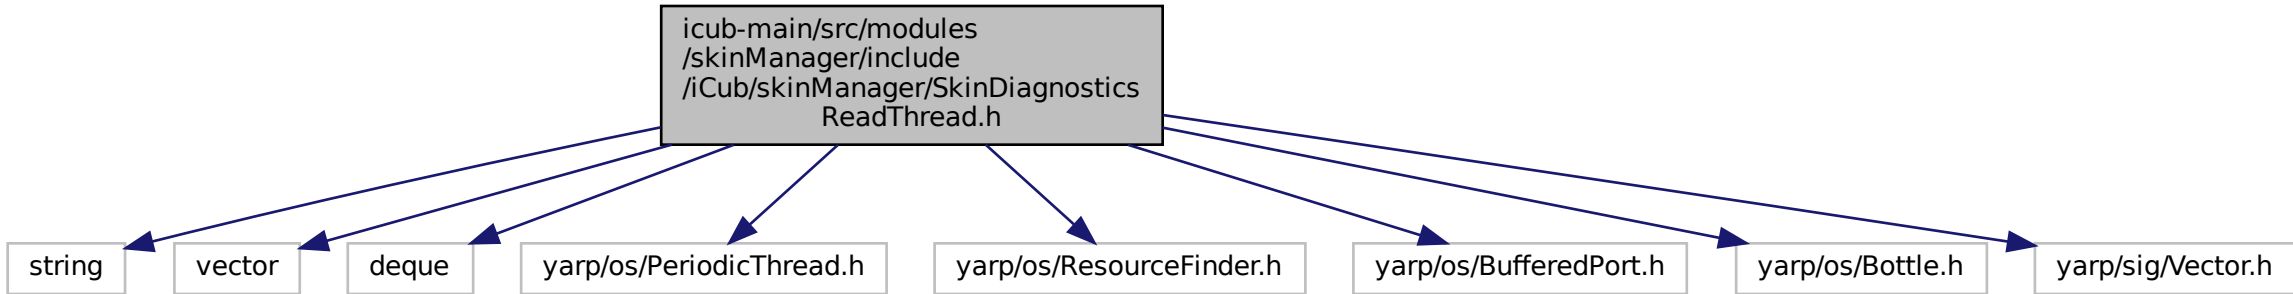 icub-main/src/modules
/skinManager/include
/iCub/skinManager/SkinDiagnostics
ReadThread.h
string
vector
deque
yarp/os/PeriodicThread.h
yarp/os/ResourceFinder.h
yarp/os/BufferedPort.h
yarp/os/Bottle.h
yarp/sig/Vector.h